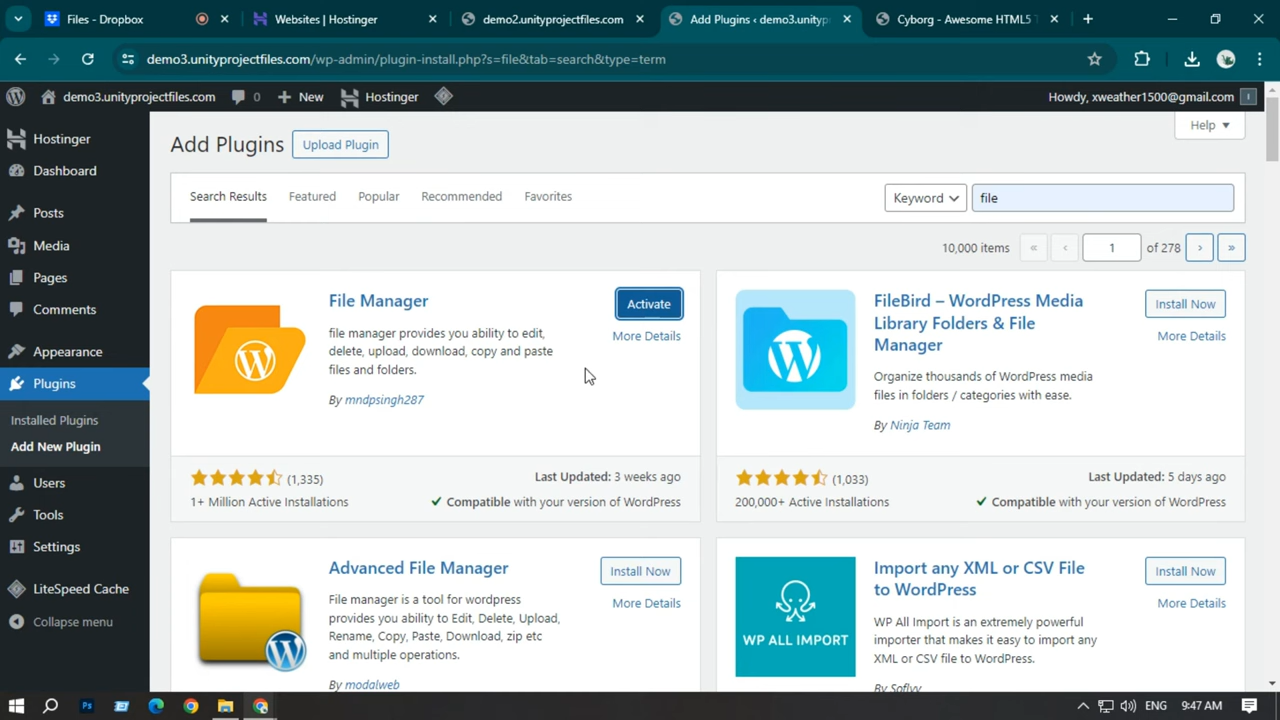 Files - Dropbox
Websites | Hostinger
demo2.unityprojectfiles.com
Add Plugins ‹ demo3.unityproj
Cyborg - Awesome HTML5 T
demo3.unityprojectfiles.com/wp-admin/plugin-install.php?s=file&tab=search&type=term
demo3.unityprojectfiles.com
0
New
Hostinger
Howdy, xweather1500@gmail.com
Hostinger
Dashboard
Posts
Media
Pages
Comments
Appearance
Plugins
Installed Plugins
Add New Plugin
Users
Tools
Settings
LiteSpeed Cache
Collapse menu
Add Plugins
Upload Plugin
Help
Search Results
Featured
Popular
Recommended
Favorites
Keyword
file
10,000 items
«
‹
1
of 278
›
»
File Manager
Activate
More Details
file manager provides you ability to edit,
delete, upload, download, copy and paste
files and folders.
By mndpsingh287
(1,335)
1+ Million Active Installations
Last Updated: 3 weeks ago
Compatible with your version of WordPress
FileBird – WordPress Media
Library Folders & File
Manager
Install Now
More Details
Organize thousands of WordPress media
files in folders / categories with ease.
By Ninja Team
(1,033)
200,000+ Active Installations
Last Updated: 5 days ago
Compatible with your version of WordPress
Advanced File Manager
Install Now
More Details
File manager is a tool for wordpress
provides you ability to Edit, Delete, Upload,
Rename, Copy, Paste, Download, zip etc
and multiple operations.
By modalweb
WP ALL IMPORT
Import any XML or CSV File
to WordPress
Install Now
More Details
WP All Import is an extremely powerful
importer that makes it easy to import any
XML or CSV file to WordPress.
By Soflyy
ENG
9:47 AM